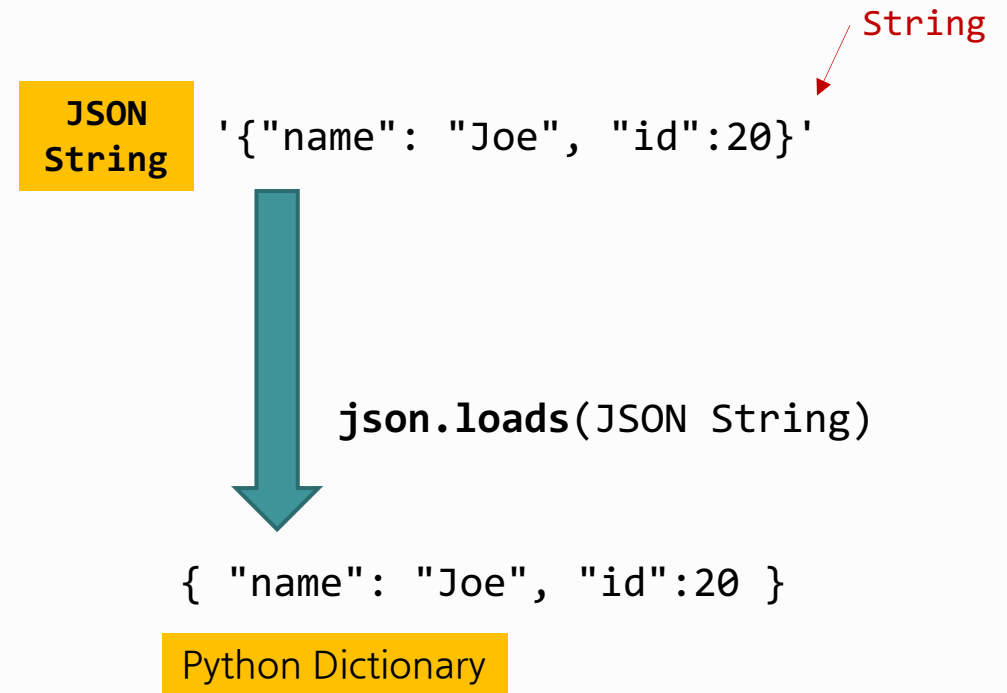 String
JSON
String
'{"name": "Joe", "id":20}'
json.loads(JSON String)
{ "name": "Joe", "id":20 }
Python Dictionary